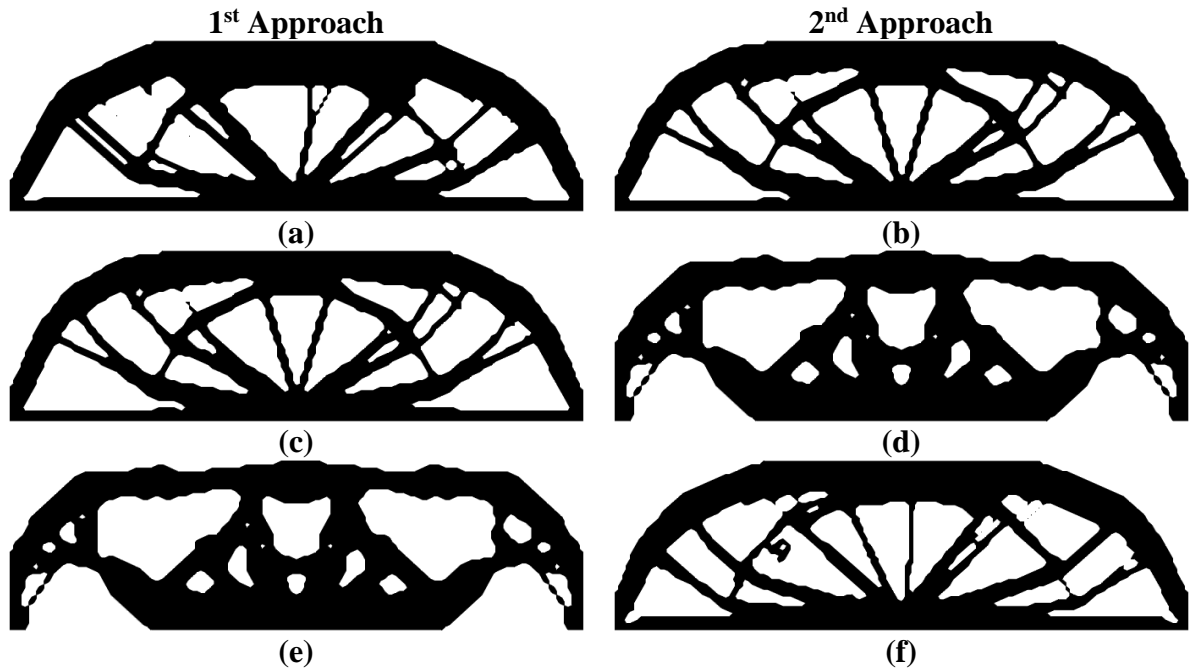 1st Approach
2nd Approach
(a)
(b)
(c)
(d)
(e)
(f)